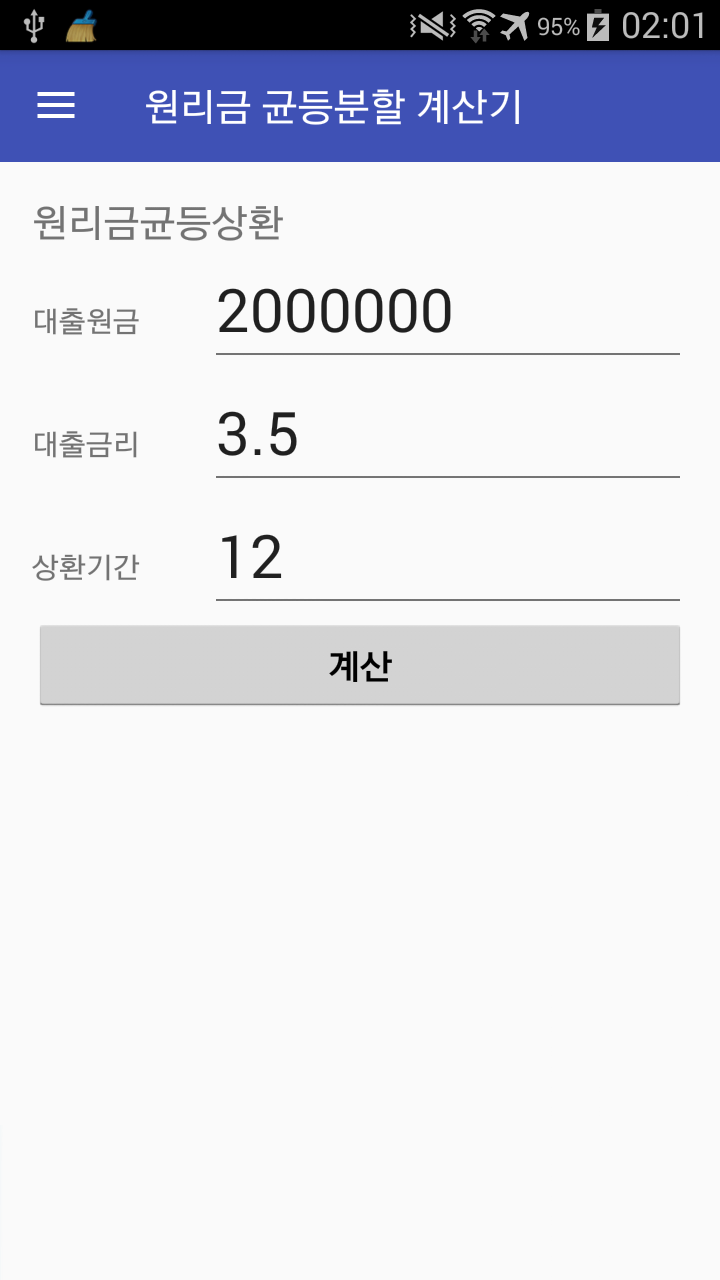 95% 02:01
원리금 균등분할 계산기
원리금균등상환
대출원금 2000000
대출금리 3.5
상환기간 12
계산